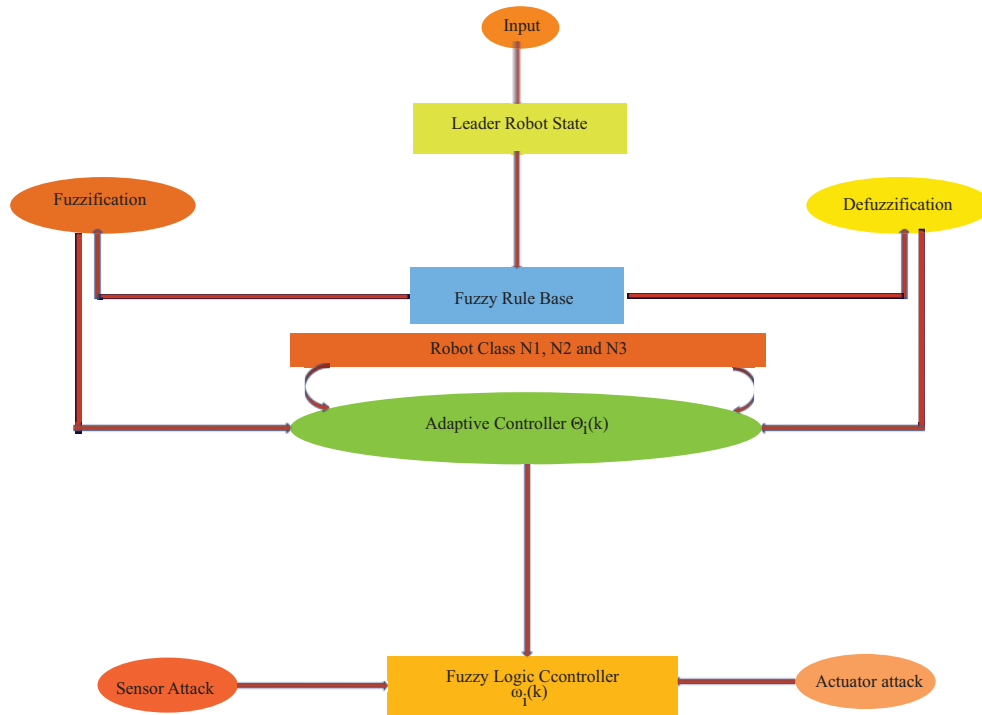 Input
Leader Robot State
Fuzzification
Defuzzification
Fuzzy Rule Base
Robot Class N1, N2 and N3
Adaptive Controller Θi(k)
Fuzzy Logic Ccontroller
ωi(k)
Sensor Attack
Actuator attack